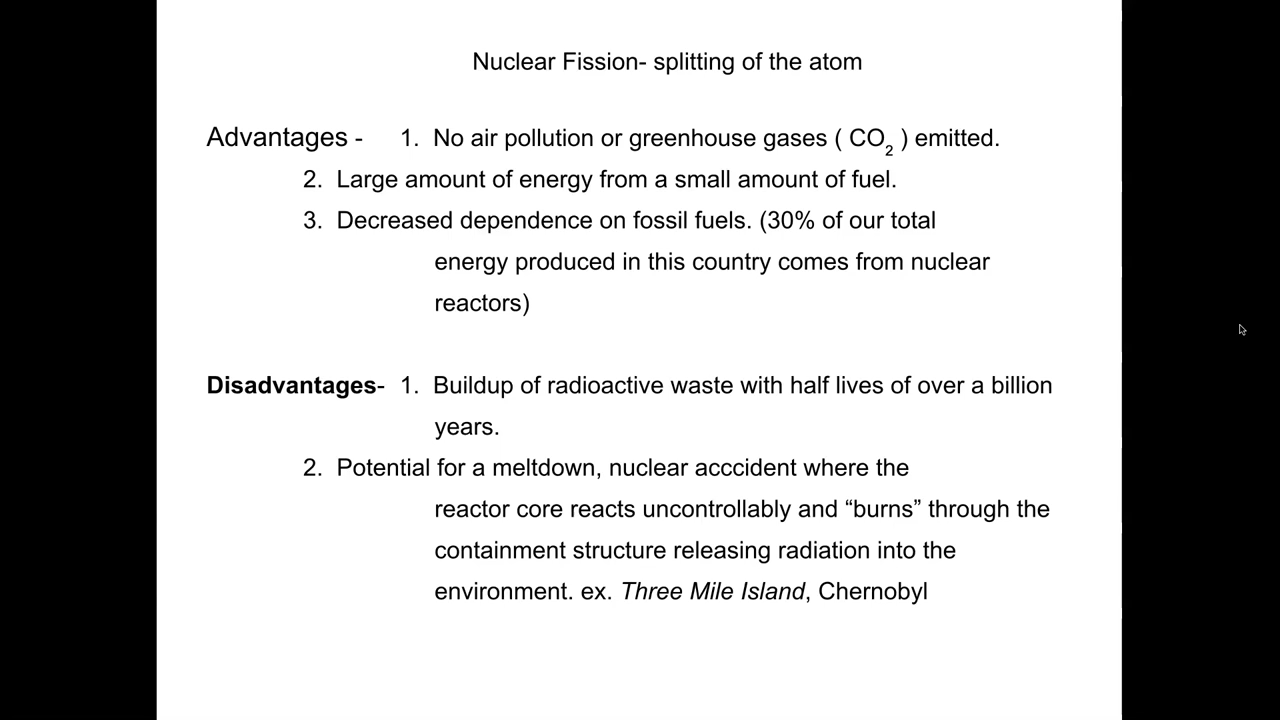 Nuclear Fission- splitting of the atom
Advantages - 1. No air pollution or greenhouse gases ( CO₂ ) emitted.
2. Large amount of energy from a small amount of fuel.
3. Decreased dependence on fossil fuels. (30% of our total
energy produced in this country comes from nuclear
reactors)
Disadvantages- 1. Buildup of radioactive waste with half lives of over a billion
years.
2. Potential for a meltdown, nuclear acccident where the
reactor core reacts uncontrollably and “burns” through the
containment structure releasing radiation into the
environment. ex. Three Mile Island, Chernobyl